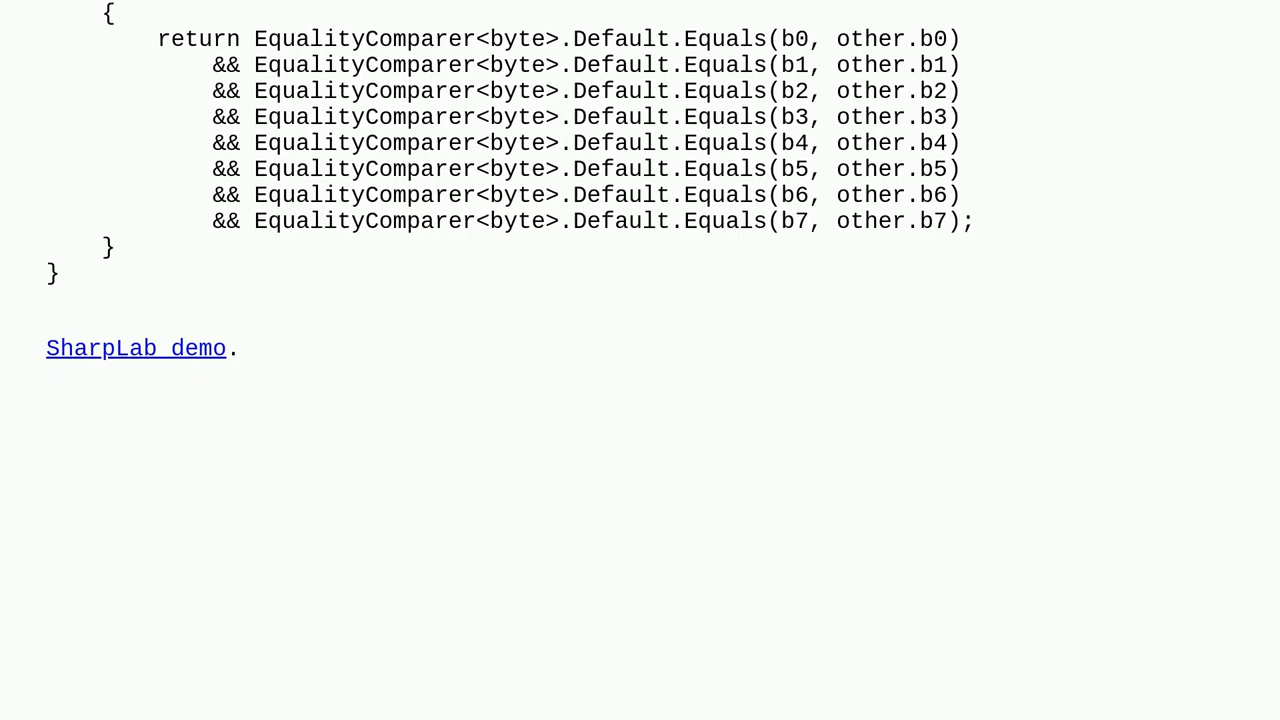 {
return EqualityComparer<byte>.Default.Equals(b0, other.b0)
&& EqualityComparer<byte>.Default.Equals(b1, other.b1)
&& EqualityComparer<byte>.Default.Equals(b2, other.b2)
&& EqualityComparer<byte>.Default.Equals(b3, other.b3)
&& EqualityComparer<byte>.Default.Equals(b4, other.b4)
&& EqualityComparer<byte>.Default.Equals(b5, other.b5)
&& EqualityComparer<byte>.Default.Equals(b6, other.b6)
&& EqualityComparer<byte>.Default.Equals(b7, other.b7);
}
}
SharpLab demo.